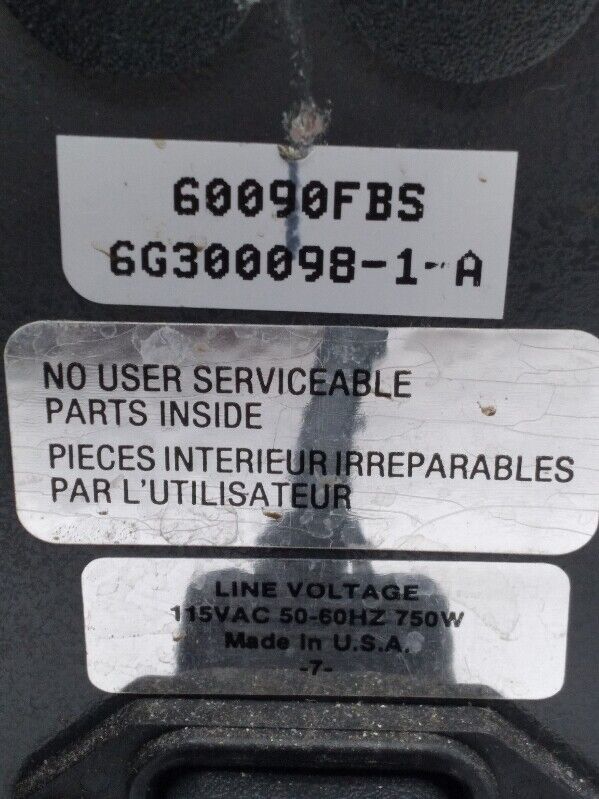 60090FBS
6G300098-1-A
NO USER SERVICEABLE
PARTS INSIDE
PIECES INTERIEUR IRREPARABLES
PAR L'UTILISATEUR
LINE VOLTAGE
115VAC 50-60HZ 750W
Made in U.S.A.
-7-